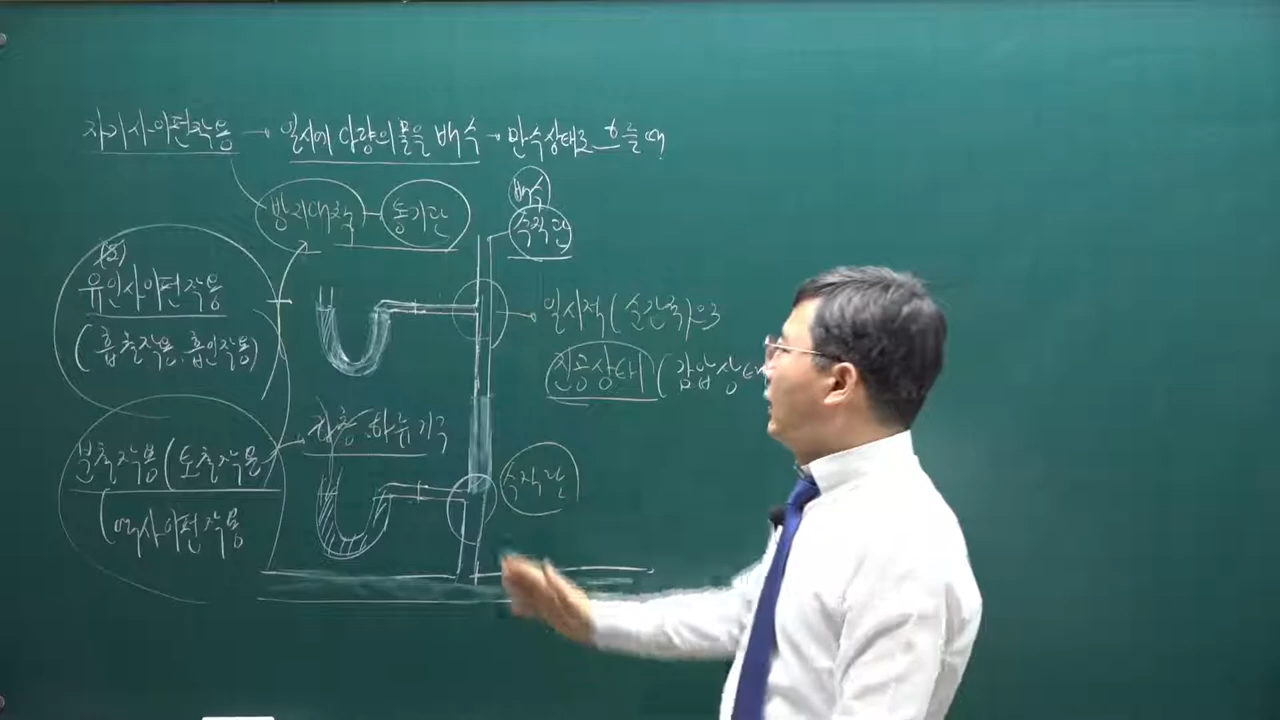 자기사이펀작용 → 일시에 다량의 물을 배수 → 만수상태로 흐를 때
방지대책 - 통기관
배수
수직관
유인사이펀작용
(흡출작용, 흡인작용)
일시적(순간적)으로
진공상태 (감압상태
분출작용(토출작용
(역사이펀작용
하류기구
수직관